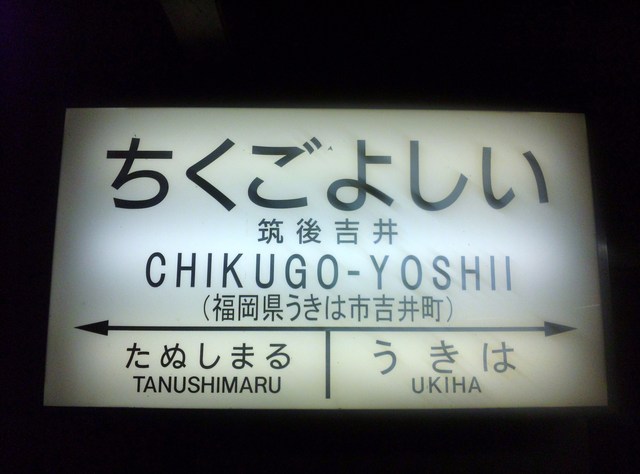 ちくごよしい
筑後吉井
CHIKUGO-YOSHII
(福岡県うきは市吉井町)
たぬしまる うきは
TANUSHIMARU UKIHA